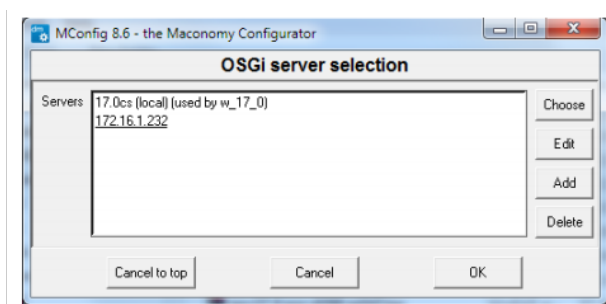 MConfig 8.6 - the Maconomy Configurator
OSGi server selection
Servers
17.0cs (local) (used by w_17_0)
172.16.1.232
Choose
Edit
Add
Delete
Cancel to top
Cancel
OK